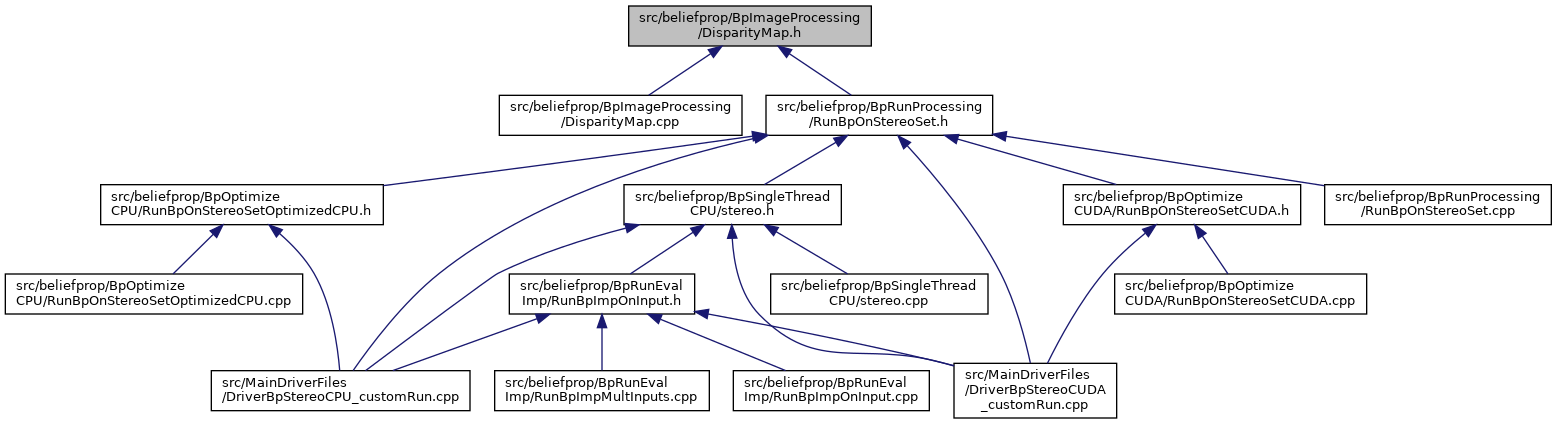 src/beliefprop/BpImageProcessing
/DisparityMap.h
src/beliefprop/BpImageProcessing
/DisparityMap.cpp
src/beliefprop/BpRunProcessing
/RunBpOnStereoSet.h
src/beliefprop/BpOptimize
CPU/RunBpOnStereoSetOptimizedCPU.h
src/beliefprop/BpSingleThread
CPU/stereo.h
src/beliefprop/BpOptimize
CUDA/RunBpOnStereoSetCUDA.h
src/beliefprop/BpRunProcessing
/RunBpOnStereoSet.cpp
src/beliefprop/BpOptimize
CPU/RunBpOnStereoSetOptimizedCPU.cpp
src/beliefprop/BpRunEval
Imp/RunBpImpOnInput.h
src/beliefprop/BpSingleThread
CPU/stereo.cpp
src/beliefprop/BpOptimize
CUDA/RunBpOnStereoSetCUDA.cpp
src/MainDriverFiles
/DriverBpStereoCPU_customRun.cpp
src/beliefprop/BpRunEval
Imp/RunBpImpMultInputs.cpp
src/beliefprop/BpRunEval
Imp/RunBpImpOnInput.cpp
src/MainDriverFiles
/DriverBpStereoCUDA
_customRun.cpp